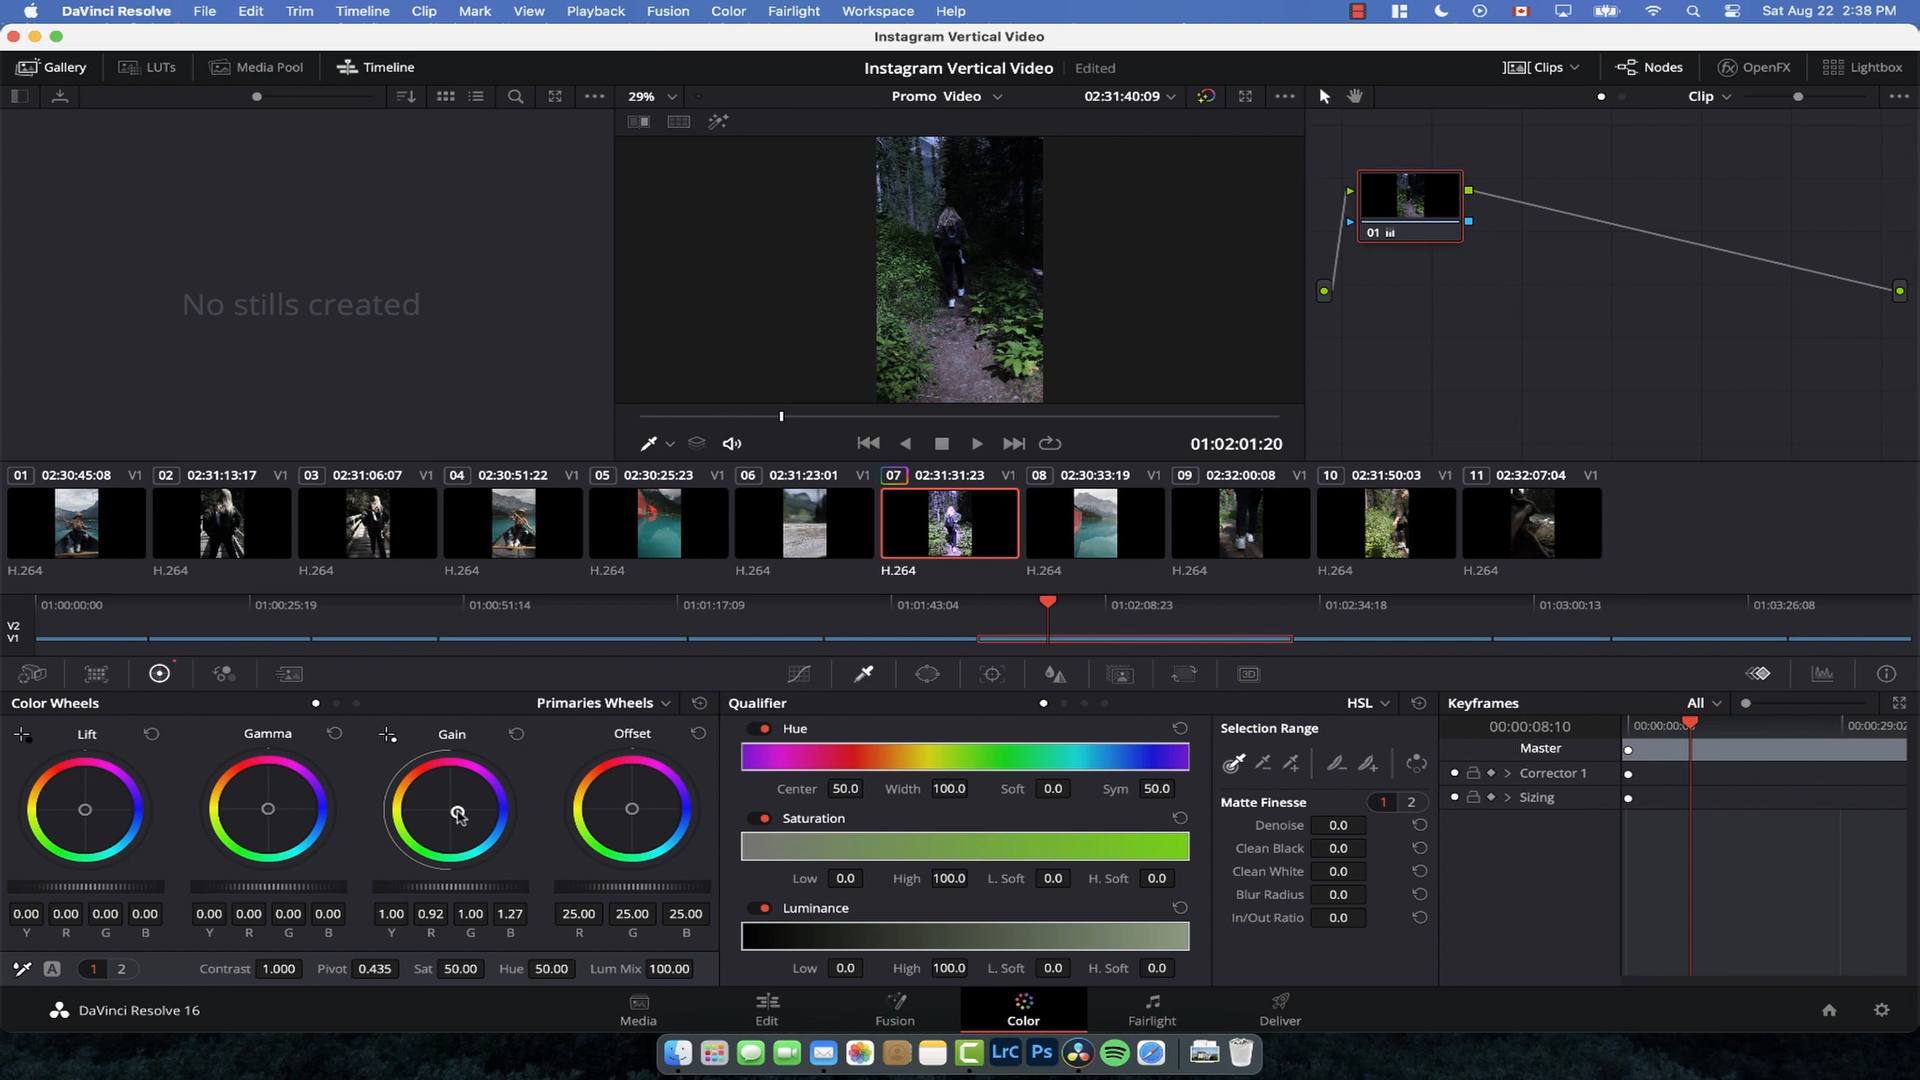 DaVinci Resolve File Edit Trim Timeline Clip Mark View Playback Fusion Color Fairlight Workspace Help Sat Aug 22 2:38 PM
Instagram Vertical Video
Gallery LUTs Media Pool Timeline Instagram Vertical Video Edited Clips Nodes OpenFX Lightbox
29% Promo Video 02:31:40:09 Clip
01
No stills created
01:02:01:20
01 02:30:45:08 V1 02 02:31:13:17 V1 03 02:31:06:07 V1 04 02:30:51:22 V1 05 02:30:25:23 V1 06 02:31:23:01 V1 07 02:31:31:23 V1 08 02:30:33:19 V1 09 02:32:00:08 V1 10 02:31:50:03 V1 11 02:32:07:04 V1
H.264 H.264 H.264 H.264 H.264 H.264 H.264 H.264 H.264 H.264 H.264
01:00:00:00 01:00:25:19 01:00:51:14 01:01:17:09 01:01:43:04 01:02:08:23 01:02:34:18 01:03:00:13 01:03:26:08
V2
V1
3D
Color Wheels Primaries Wheels Qualifier HSL Keyframes All
Lift Gamma Gain Offset Hue Selection Range 00:00:08:10 00:00:0 00:00:29:02
Master
Center 50.0 Width 100.0 Soft 0.0 Sym 50.0 Corrector 1
Matte Finesse 1 2 Sizing
Saturation Denoise 0.0
Clean Black 0.0
Clean White 0.0
Low 0.0 High 100.0 L. Soft 0.0 H. Soft 0.0 Blur Radius 0.0
Luminance In/Out Ratio 0.0
0.00 0.00 0.00 0.00 0.00 0.00 0.00 0.00 1.00 0.92 1.00 1.27 25.00 25.00 25.00
Y R G B Y R G B Y R G B R G B
A 1 2 Contrast 1.000 Pivot 0.435 Sat 50.00 Hue 50.00 Lum Mix 100.00 Low 0.0 High 100.0 L. Soft 0.0 H. Soft 0.0
DaVinci Resolve 16 Media Edit Fusion Color Fairlight Deliver
LrC Ps